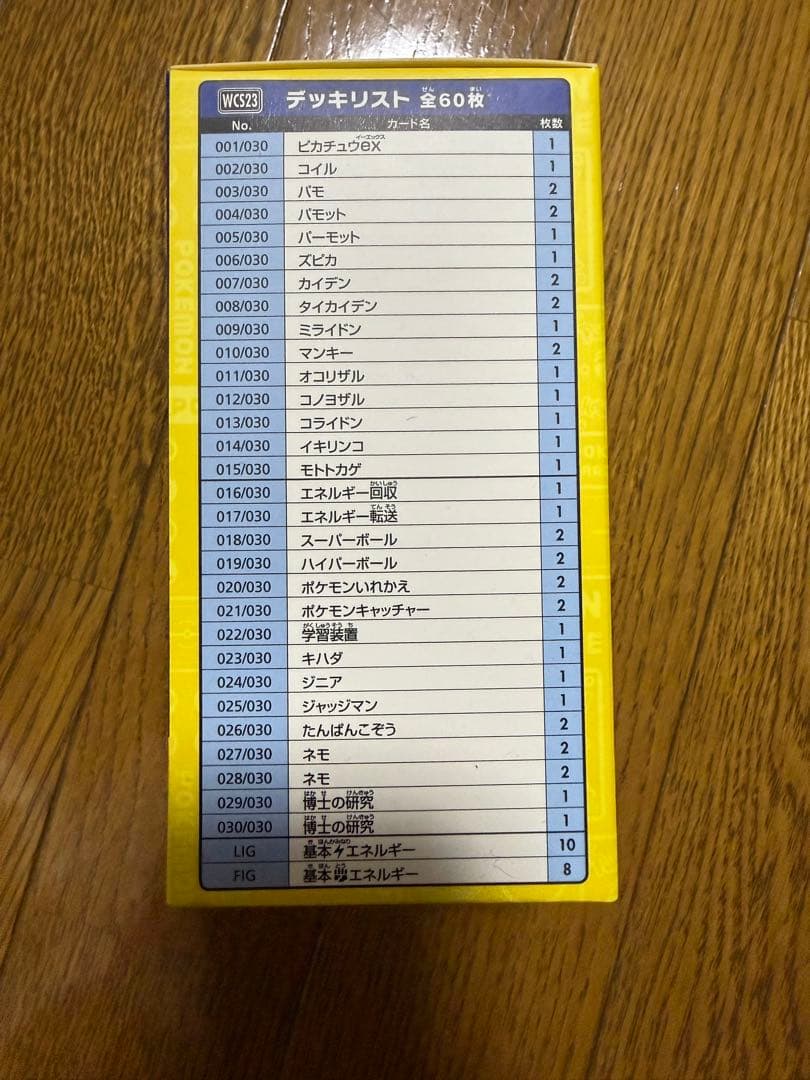 WCS23 デッキリスト 全60枚
No. カード名 枚数
001/030 ピカチュウex 1
002/030 コイル 1
003/030 パモ 2
004/030 パモット 2
005/030 パーモット 1
006/030 ズピカ 1
007/030 カイデン 2
008/030 タイカイデン 2
009/030 ミライドン 1
010/030 マンキー 2
011/030 オコリザル 1
012/030 コノヨザル 1
013/030 コライドン 1
014/030 イキリンコ 1
015/030 モトトカゲ 1
016/030 エネルギー回収 1
017/030 エネルギー転送 1
018/030 スーパーボール 2
019/030 ハイパーボール 2
020/030 ポケモンいれかえ 2
021/030 ポケモンキャッチャー 2
022/030 学習装置 1
023/030 キハダ 1
024/030 ジニア 1
025/030 ジャッジマン 1
026/030 たんぱんこぞう 2
027/030 ネモ 2
028/030 ネモ 2
029/030 博士の研究 1
030/030 博士の研究 1
LIG 基本エネルギー 10
FIG 基本エネルギー 8
POKÉMON